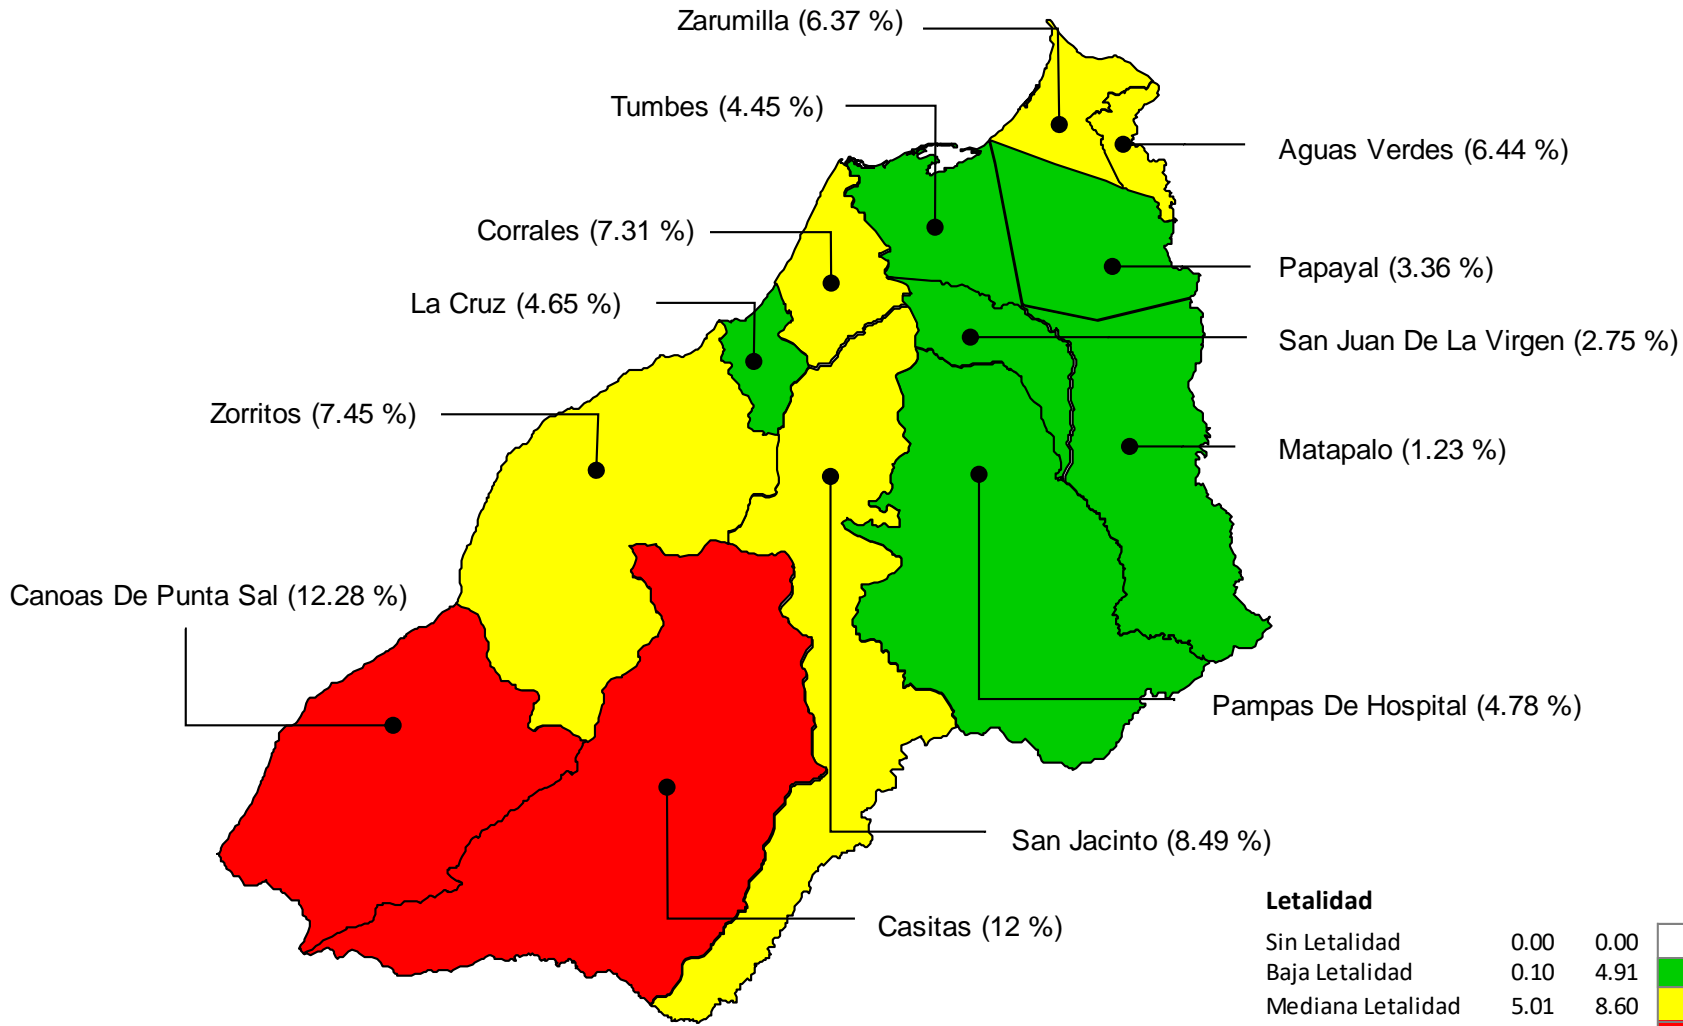 Zarumilla (6.37 %)
Tumbes (4.45 %)
Aguas Verdes (6.44 %)
Corrales (7.31 %)
Papayal (3.36 %)
La Cruz (4.65 %)
San Juan De La Virgen (2.75 %)
Zorritos (7.45 %)
Matapalo (1.23 %)
Canoas De Punta Sal (12.28 %)
Pampas De Hospital (4.78 %)
San Jacinto (8.49 %)
Casitas (12 %)
Letalidad
Sin Letalidad 0.00 0.00
Baja Letalidad 0.10 4.91
Mediana Letalidad 5.01 8.60